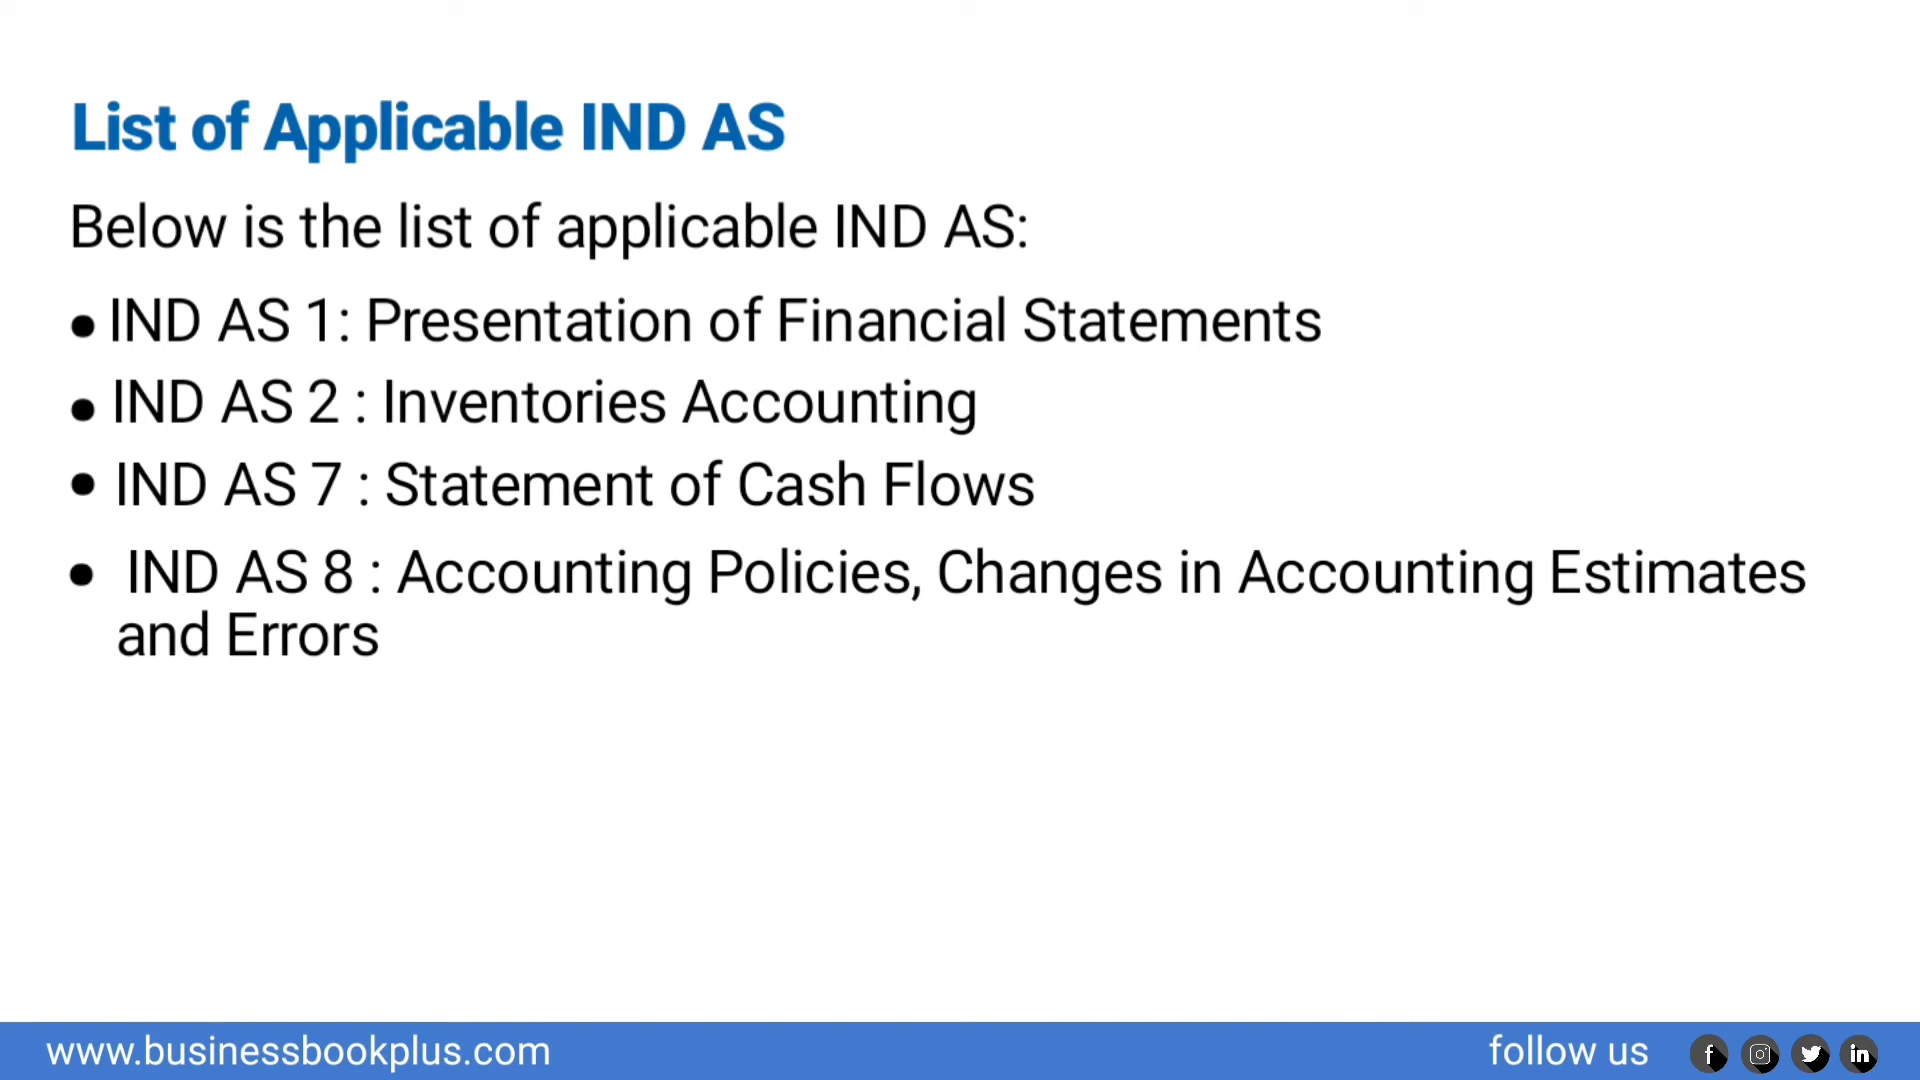 List of Applicable IND AS
Below is the list of applicable IND AS:
• IND AS 1: Presentation of Financial Statements
• IND AS 2 : Inventories Accounting
• IND AS 7 : Statement of Cash Flows
• IND AS 8 : Accounting Policies, Changes in Accounting Estimates
and Errors
www.businessbookplus.com
follow us